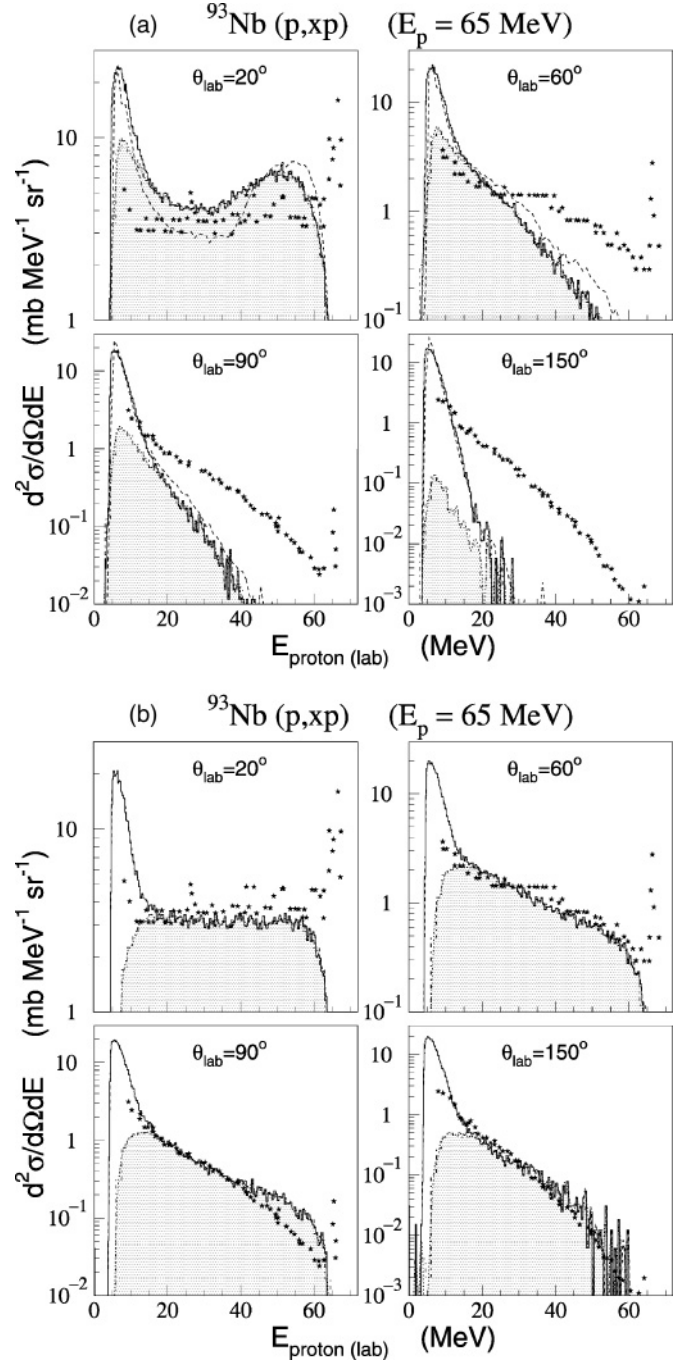 (a) ⁹³Nb (p,xp) (Eₚ = 65 MeV)
θlab=20° θlab=60°
10 10
1
1 10⁻¹
θlab=90° θlab=150°
10 10
1 1
10⁻¹ 10⁻¹
10⁻²
10⁻² 10⁻³
0 20 40 60 20 40 60
d²σ/dΩdE (mb MeV⁻¹ sr⁻¹)
Eproton (lab) (MeV)
(b) ⁹³Nb (p,xp) (Eₚ = 65 MeV)
θlab=20° θlab=60°
10 10
1
1 10⁻¹
θlab=90° θlab=150°
10 10
1 1
10⁻¹ 10⁻¹
10⁻²
10⁻² 10⁻³
0 20 40 60 0 20 40 60
d²σ/dΩdE (mb MeV⁻¹ sr⁻¹)
Eproton (lab) (MeV)